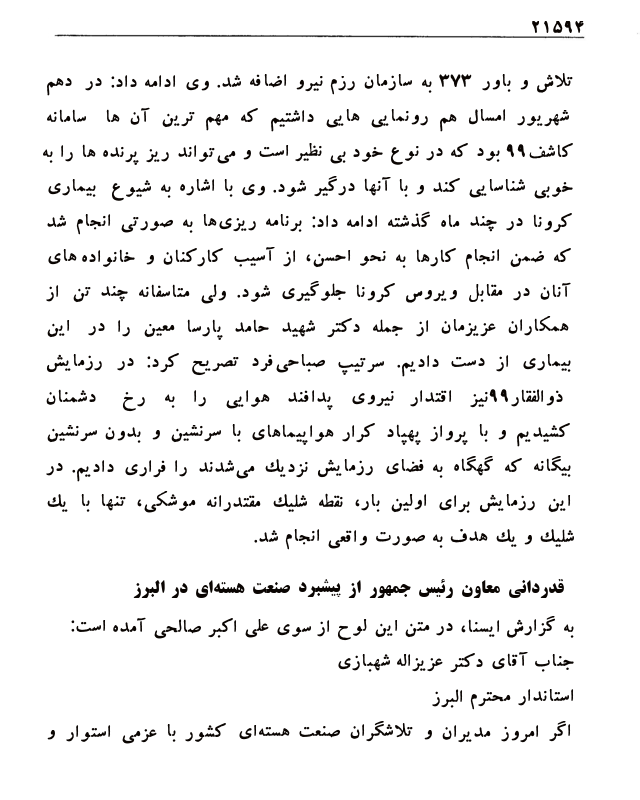 ۲۱۵۹۴
تلاش و باور ۳۷۳ به سازمان رزم نیرو اضافه شد. وی ادامه داد: در دهم
شهریور امسال هم رونمایی هایی داشتیم که مهم ترین آن ها سامانه
کاشف۹۹ بود که در نوع خود بی نظیر است و می‌تواند ریز پرنده ها را به
خوبی شناسایی کند و با آنها درگیر شود. وی با اشاره به شیوع بیماری
کرونا در چند ماه گذشته ادامه داد: برنامه ریزی‌ها به صورتی انجام شد
که ضمن انجام کارها به نحو احسن، از آسیب کارکنان و خانواده های
آنان در مقابل ویروس کرونا جلوگیری شود. ولی متاسفانه چند تن از
همکاران عزیزمان از جمله دکتر شهید حامد پارسا معین را در این
بیماری از دست دادیم. سرتیپ صباحی‌فرد تصریح کرد: در رزمایش
ذوالفقار۹۹نیز اقتدار نیروی پدافند هوایی را به رخ دشمنان
کشیدیم و با پرواز پهپاد کرار هواپیماهای با سرنشین و بدون سرنشین
بیگانه که گهگاه به فضای رزمایش نزدیك می‌شدند را فراری دادیم. در
این رزمایش برای اولین بار، نقطه شلیك مقتدرانه موشکی، تنها با یك
شلیك و یك هدف به صورت واقعی انجام شد.
قدردانی معاون رئیس جمهور از پیشبرد صنعت هسته‌ای در البرز
به گزارش ایسنا، در متن این لوح از سوی علی اکبر صالحی آمده است:
جناب آقای دکتر عزیزاله شهبازی
استاندار محترم البرز
اگر امروز مدیران و تلاشگران صنعت هسته‌ای کشور با عزمی استوار و